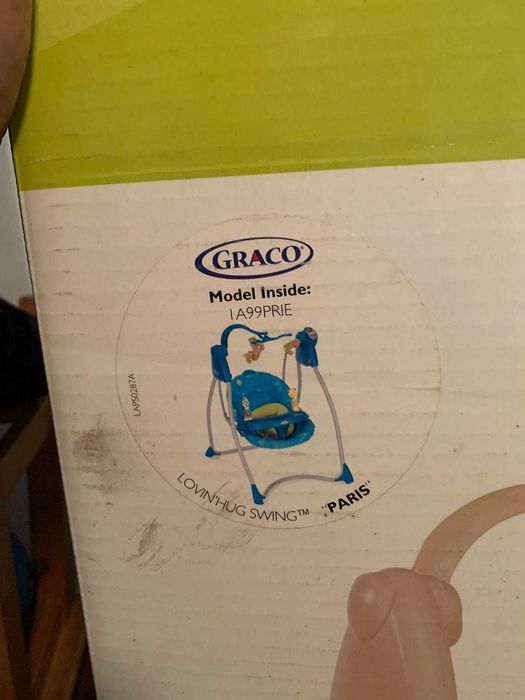 GRACO
Model Inside:
1A99PRIE
LAPS0287A
LOVIN'HUG SWING™ "PARIS"